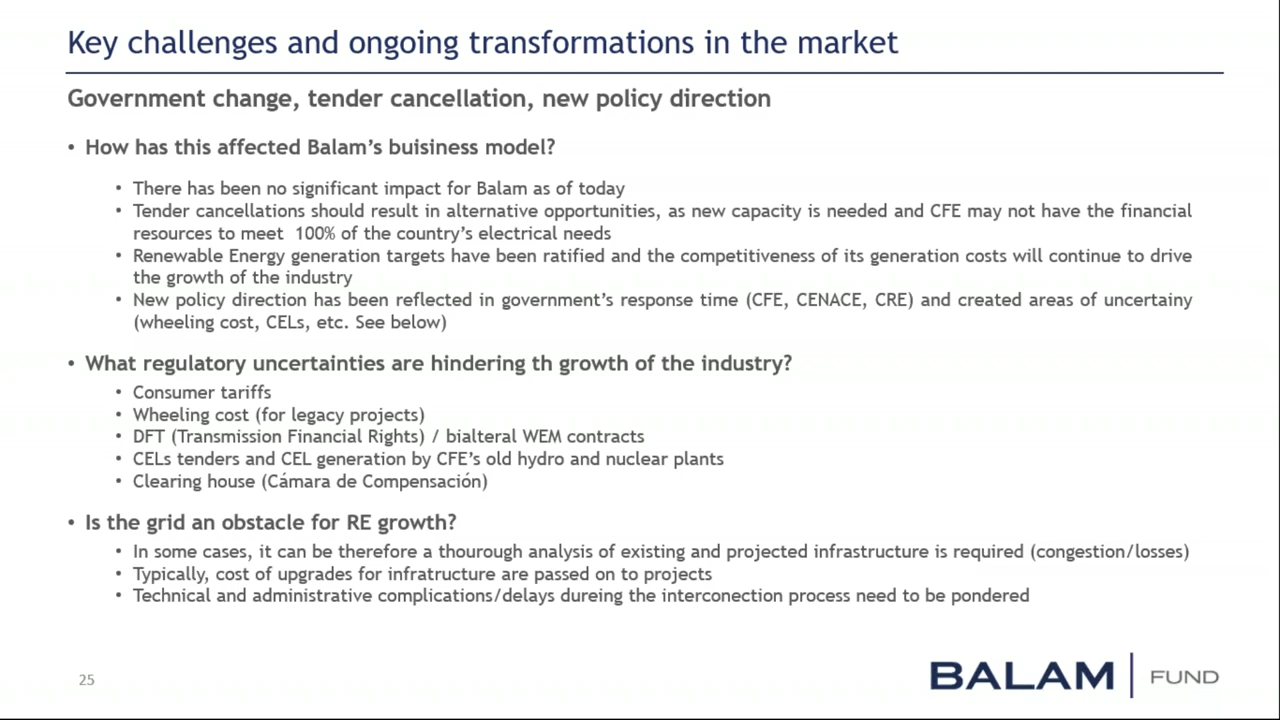 Key challenges and ongoing transformations in the market
Government change, tender cancellation, new policy direction
• How has this affected Balam's buisiness model?
• There has been no significant impact for Balam as of today
• Tender cancellations should result in alternative opportunities, as new capacity is needed and CFE may not have the financial
resources to meet 100% of the country's electrical needs
• Renewable Energy generation targets have been ratified and the competitiveness of its generation costs will continue to drive
the growth of the industry
• New policy direction has been reflected in government's response time (CFE, CENACE, CRE) and created areas of uncertainy
(wheeling cost, CELs, etc. See below)
• What regulatory uncertainties are hindering th growth of the industry?
• Consumer tariffs
• Wheeling cost (for legacy projects)
• DFT (Transmission Financial Rights) / bialteral WEM contracts
• CELs tenders and CEL generation by CFE's old hydro and nuclear plants
• Clearing house (Cámara de Compensación)
• Is the grid an obstacle for RE growth?
• In some cases, it can be therefore a thourough analysis of existing and projected infrastructure is required (congestion/losses)
• Typically, cost of upgrades for infratructure are passed on to projects
• Technical and administrative complications/delays dureing the interconection process need to be pondered
25
BALAM | FUND